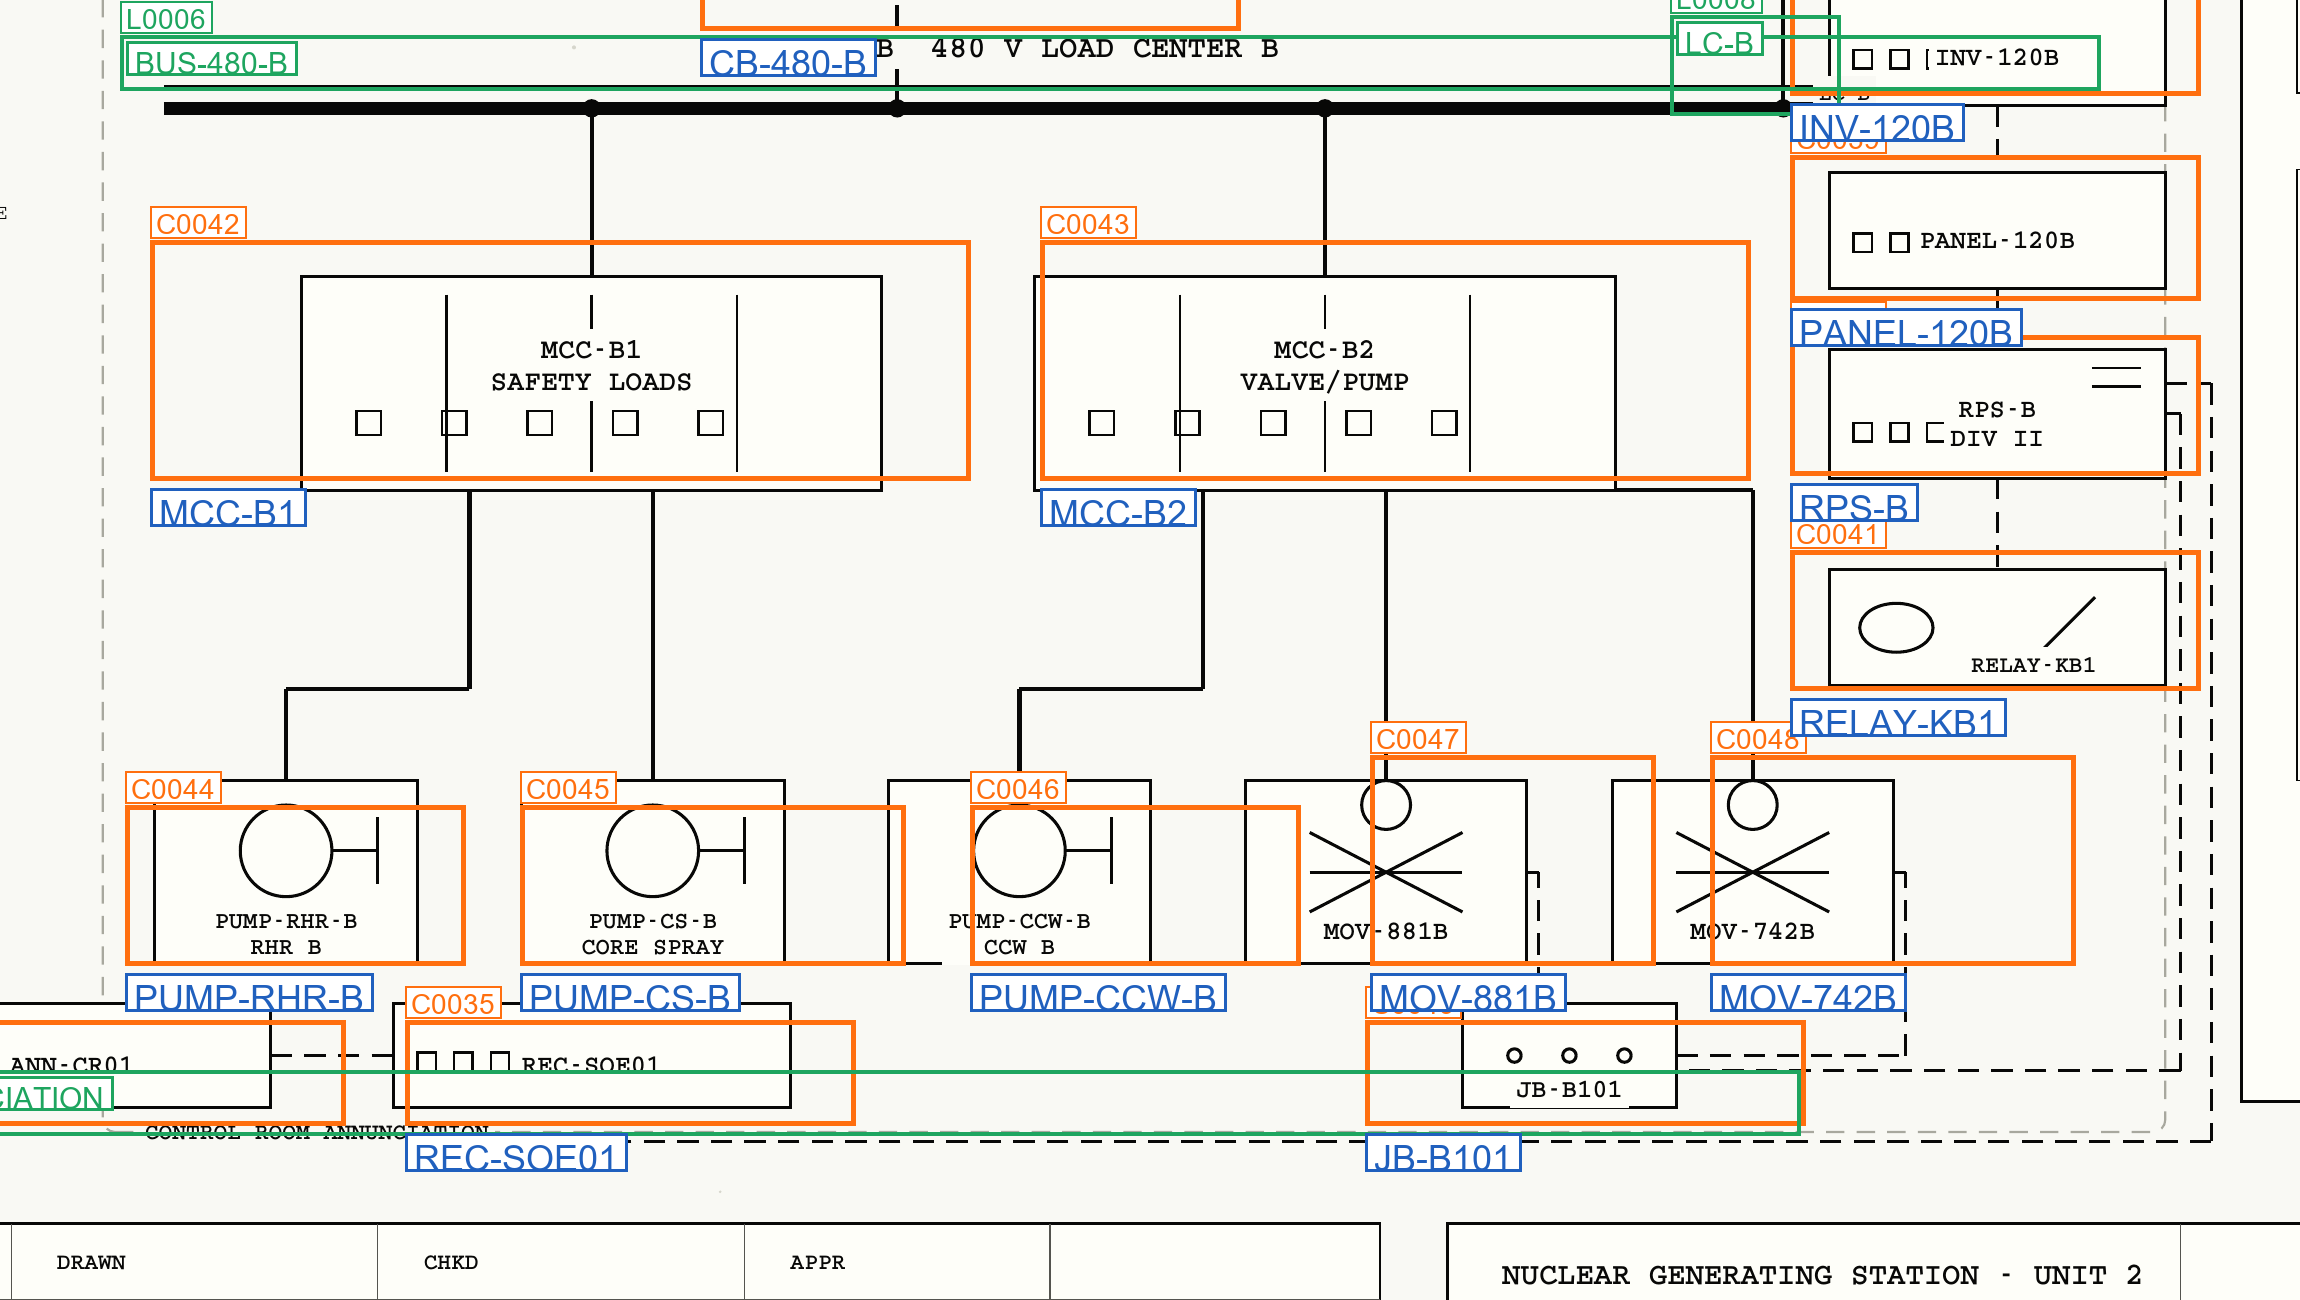 L0006
L0008
BUS-480-B
CB-480-B
B 480 V LOAD CENTER B
LC-B
INV-120B
INV-120B
PANEL-120B
PANEL-120B
C0042
C0043
MCC-B1
SAFETY LOADS
MCC-B2
VALVE/PUMP
RPS-B
DIV II
MCC-B1
MCC-B2
RPS-B
C0041
RELAY-KB1
RELAY-KB1
C0047
C0048
C0044
C0045
C0046
PUMP-RHR-B
RHR B
PUMP-CS-B
CORE SPRAY
PUMP-CCW-B
CCW B
MOV-881B
MOV-742B
PUMP-RHR-B
PUMP-CS-B
PUMP-CCW-B
MOV-881B
MOV-742B
C0035
ANN-CR01
REC-SOE01
JB-B101
CIATION
CONTROL ROOM ANNUNCIATION
REC-SOE01
JB-B101
DRAWN
CHKD
APPR
NUCLEAR GENERATING STATION - UNIT 2